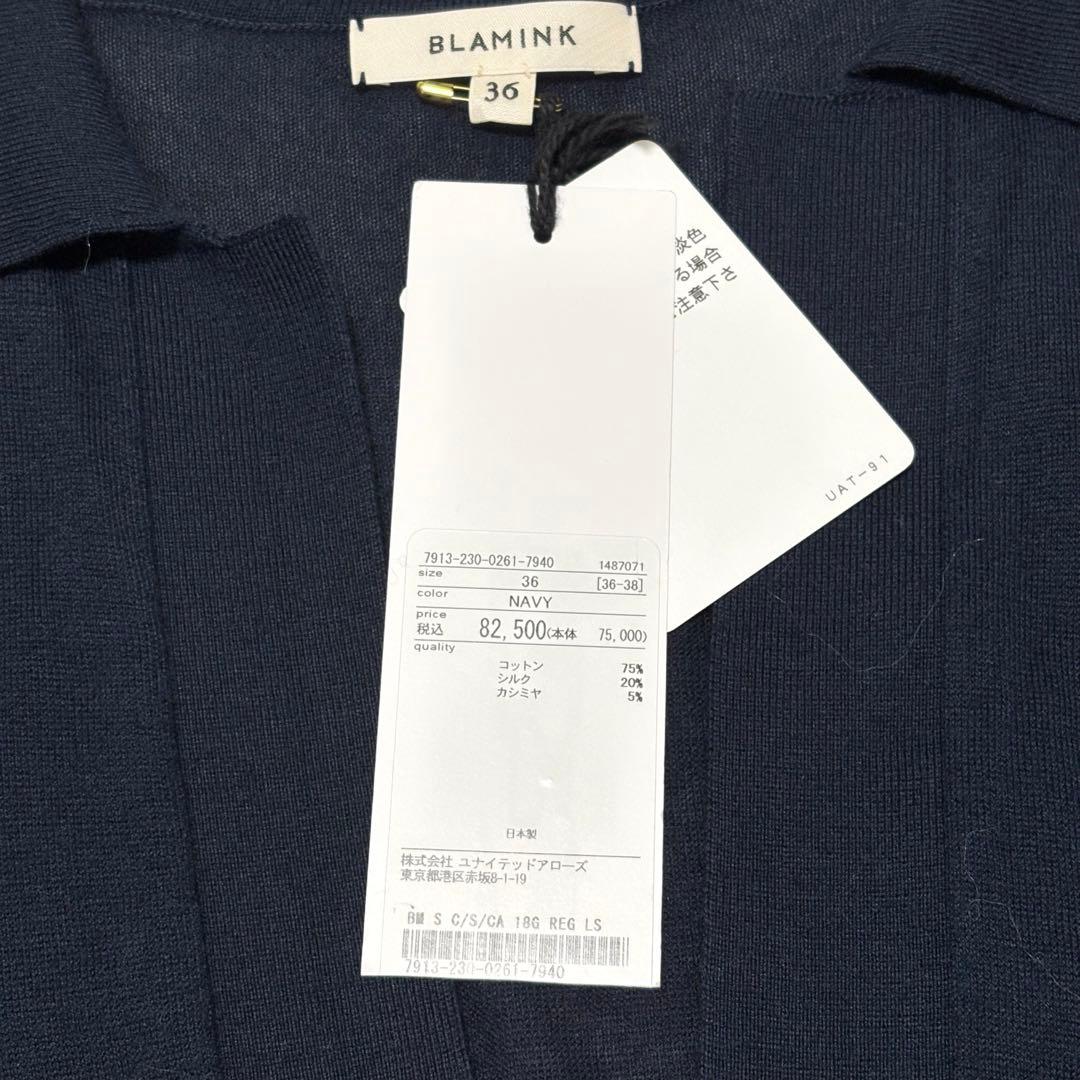 BLAMINK
36
淡色
る場合
ご注意下さ
UAT-91
7913-230-0261-7940 1487071
size 36 [36-38]
color NAVY
price
税込 82,500(本体 75,000)
quality
コットン 75%
シルク 20%
カシミヤ 5%
日本製
株式会社 ユナイテッドアローズ
東京都港区赤坂8-1-19
S C/S/CA 18G REG LS
7913-230-0261-7940